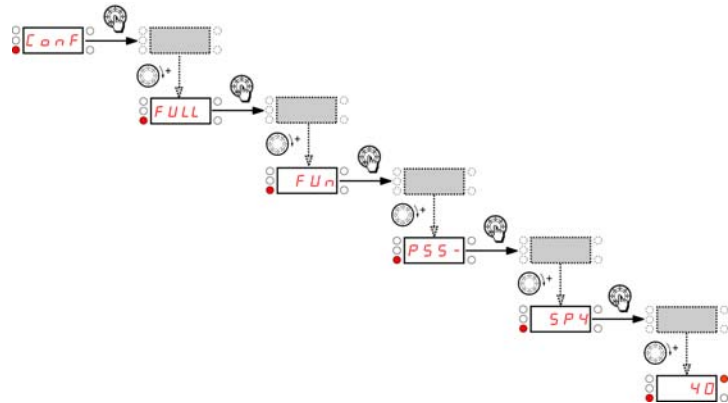 ConF
+
FULL
+
FUn
+
PSS-
+
SP4
+
40